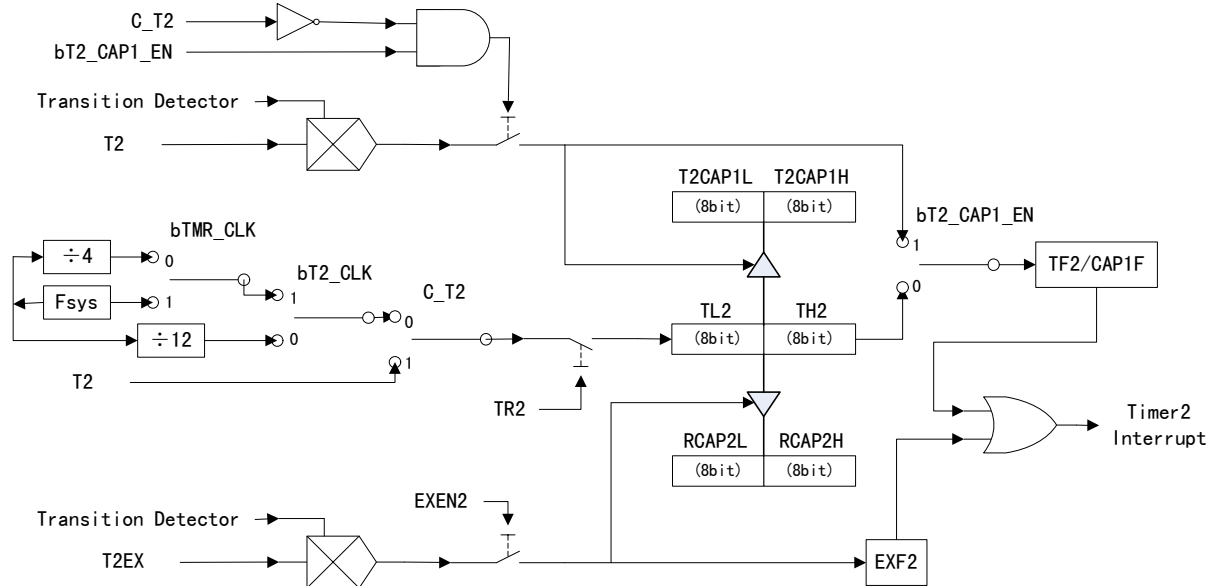 C_T2
bT2_CAP1_EN
Transition Detector
T2
T2CAP1L T2CAP1H
(8bit) (8bit)
bT2_CAP1_EN
1
0
TF2/CAP1F
bTMR_CLK
÷4
0
Fsys
1
÷12
bT2_CLK
1
0
C_T2
0
1
T2
TR2
TL2 TH2
(8bit) (8bit)
RCAP2L RCAP2H
(8bit) (8bit)
Timer2
Interrupt
EXEN2
Transition Detector
T2EX
EXF2